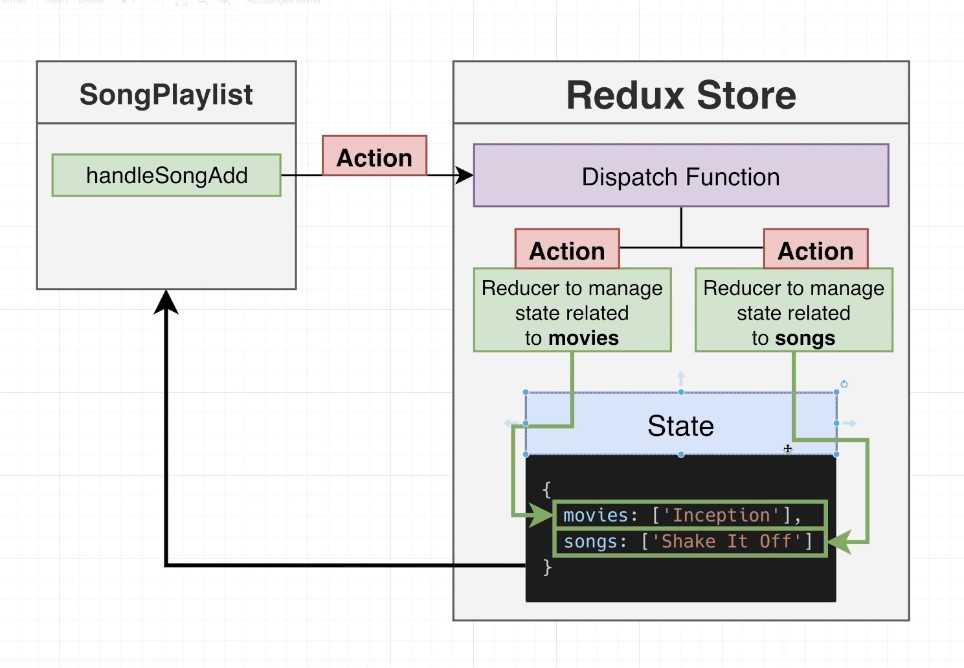 SongPlaylist
handleSongAdd
Action
Redux Store
Dispatch Function
Action
Action
Reducer to manage
state related
to movies
Reducer to manage
state related
to songs
State
{
movies: ['Inception'],
songs: ['Shake It Off']
}